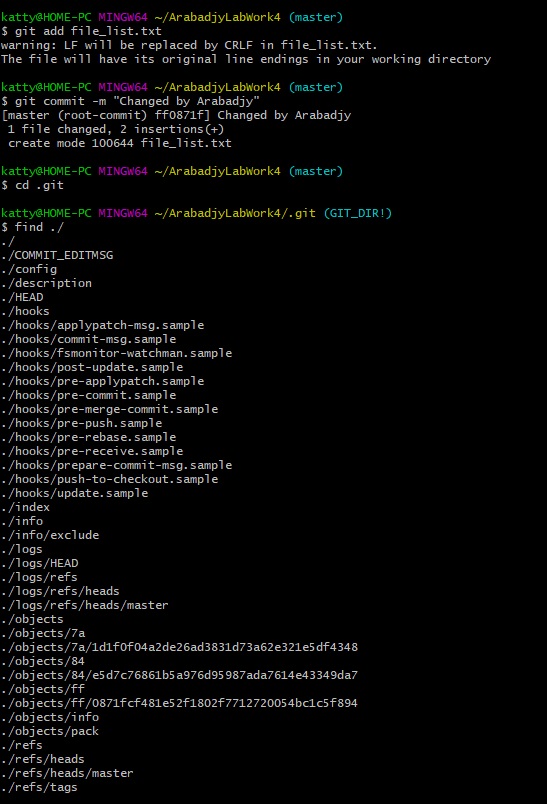 katty@HOME-PC MINGW64 ~/ArabadjyLabWork4 (master)
$ git add file_list.txt
warning: LF will be replaced by CRLF in file_list.txt.
The file will have its original line endings in your working directory
katty@HOME-PC MINGW64 ~/ArabadjyLabWork4 (master)
$ git commit -m "Changed by Arabadjy"
[master (root-commit) ff0871f] Changed by Arabadjy
 1 file changed, 2 insertions(+)
 create mode 100644 file_list.txt
katty@HOME-PC MINGW64 ~/ArabadjyLabWork4 (master)
$ cd .git
katty@HOME-PC MINGW64 ~/ArabadjyLabWork4/.git (GIT_DIR!)
$ find ./
./
./COMMIT_EDITMSG
./config
./description
./HEAD
./hooks
./hooks/applypatch-msg.sample
./hooks/commit-msg.sample
./hooks/fsmonitor-watchman.sample
./hooks/post-update.sample
./hooks/pre-applypatch.sample
./hooks/pre-commit.sample
./hooks/pre-merge-commit.sample
./hooks/pre-push.sample
./hooks/pre-rebase.sample
./hooks/pre-receive.sample
./hooks/prepare-commit-msg.sample
./hooks/push-to-checkout.sample
./hooks/update.sample
./index
./info
./info/exclude
./logs
./logs/HEAD
./logs/refs
./logs/refs/heads
./logs/refs/heads/master
./objects
./objects/7a
./objects/7a/1d1f0f04a2de26ad3831d73a62e321e5df4348
./objects/84
./objects/84/e5d7c76861b5a976d95987ada7614e43349da7
./objects/ff
./objects/ff/0871fcf481e52f1802f7712720054bc1c5f894
./objects/info
./objects/pack
./refs
./refs/heads
./refs/heads/master
./refs/tags